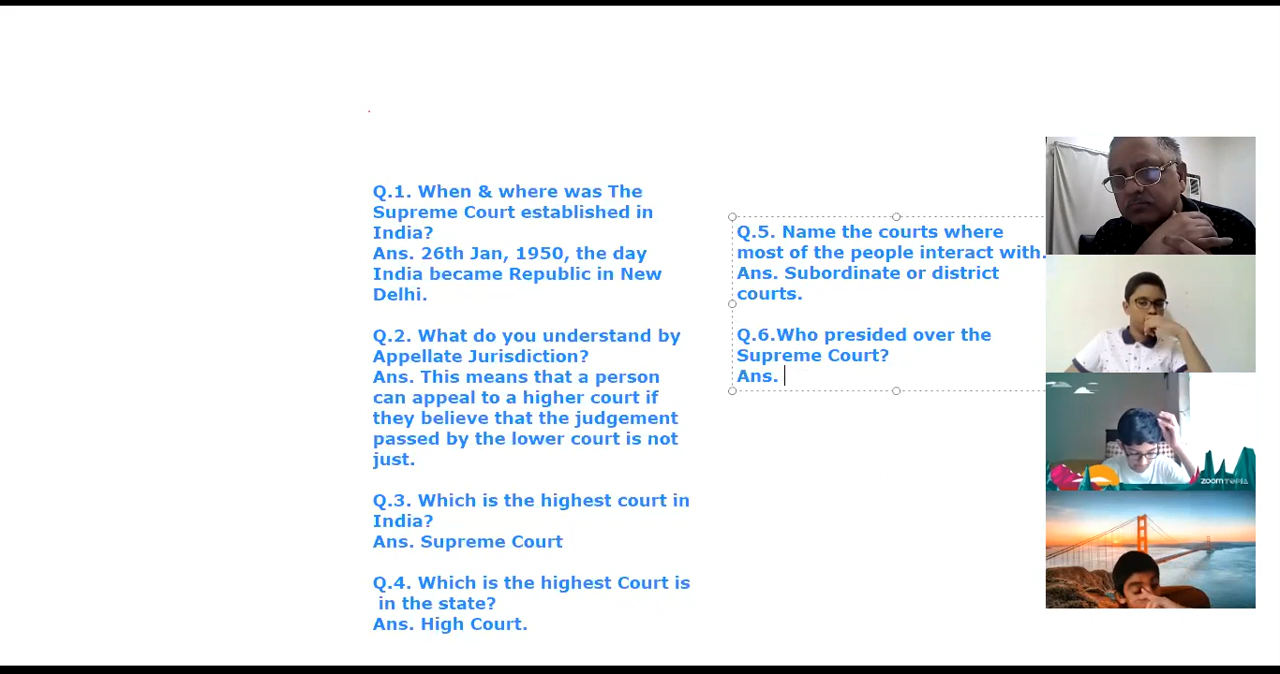 Q.1. When & where was The
Supreme Court established in
India?
Ans. 26th Jan, 1950, the day
India became Republic in New
Delhi.
Q.2. What do you understand by
Appellate Jurisdiction?
Ans. This means that a person
can appeal to a higher court if
they believe that the judgement
passed by the lower court is not
just.
Q.3. Which is the highest court in
India?
Ans. Supreme Court
Q.4. Which is the highest Court is
in the state?
Ans. High Court.
Q.5. Name the courts where
most of the people interact with.
Ans. Subordinate or district
courts.
Q.6.Who presided over the
Supreme Court?
Ans.
zoomtopia